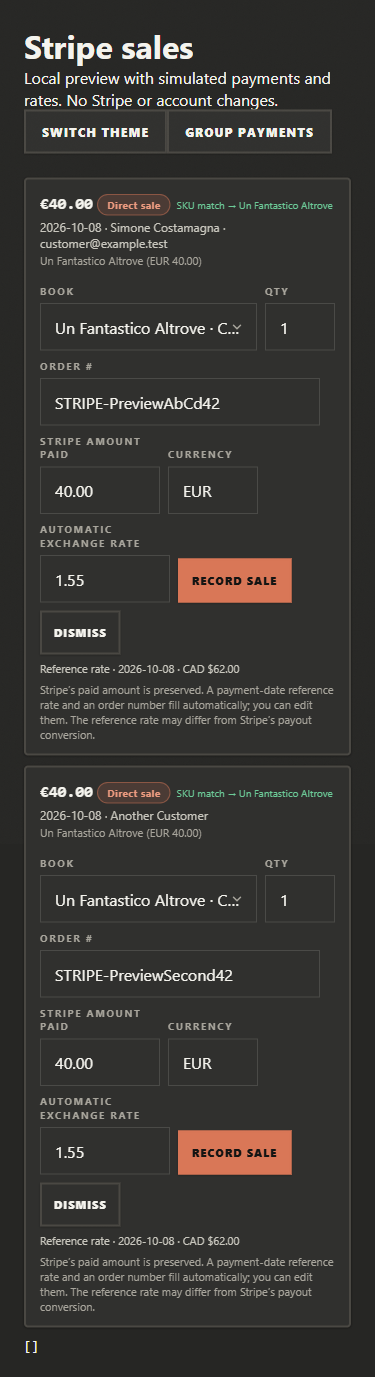 Stripe sales
Local preview with simulated payments and
rates. No Stripe or account changes.
SWITCH THEME GROUP PAYMENTS
€40.00 Direct sale SKU match → Un Fantastico Altrove
2026-10-08 · Simone Costamagna ·
customer@example.test
Un Fantastico Altrove (EUR 40.00)
BOOK QTY
Un Fantastico Altrove · C... 1
ORDER #
STRIPE-PreviewAbCd42
STRIPE AMOUNT
PAID CURRENCY
40.00 EUR
AUTOMATIC
EXCHANGE RATE
1.55 RECORD SALE
DISMISS
Reference rate · 2026-10-08 · CAD $62.00
Stripe's paid amount is preserved. A payment-date reference
rate and an order number fill automatically; you can edit
them. The reference rate may differ from Stripe's payout
conversion.
€40.00 Direct sale SKU match → Un Fantastico Altrove
2026-10-08 · Another Customer
Un Fantastico Altrove (EUR 40.00)
BOOK QTY
Un Fantastico Altrove · C... 1
ORDER #
STRIPE-PreviewSecond42
STRIPE AMOUNT
PAID CURRENCY
40.00 EUR
AUTOMATIC
EXCHANGE RATE
1.55 RECORD SALE
DISMISS
Reference rate · 2026-10-08 · CAD $62.00
Stripe's paid amount is preserved. A payment-date reference
rate and an order number fill automatically; you can edit
them. The reference rate may differ from Stripe's payout
conversion.
[]